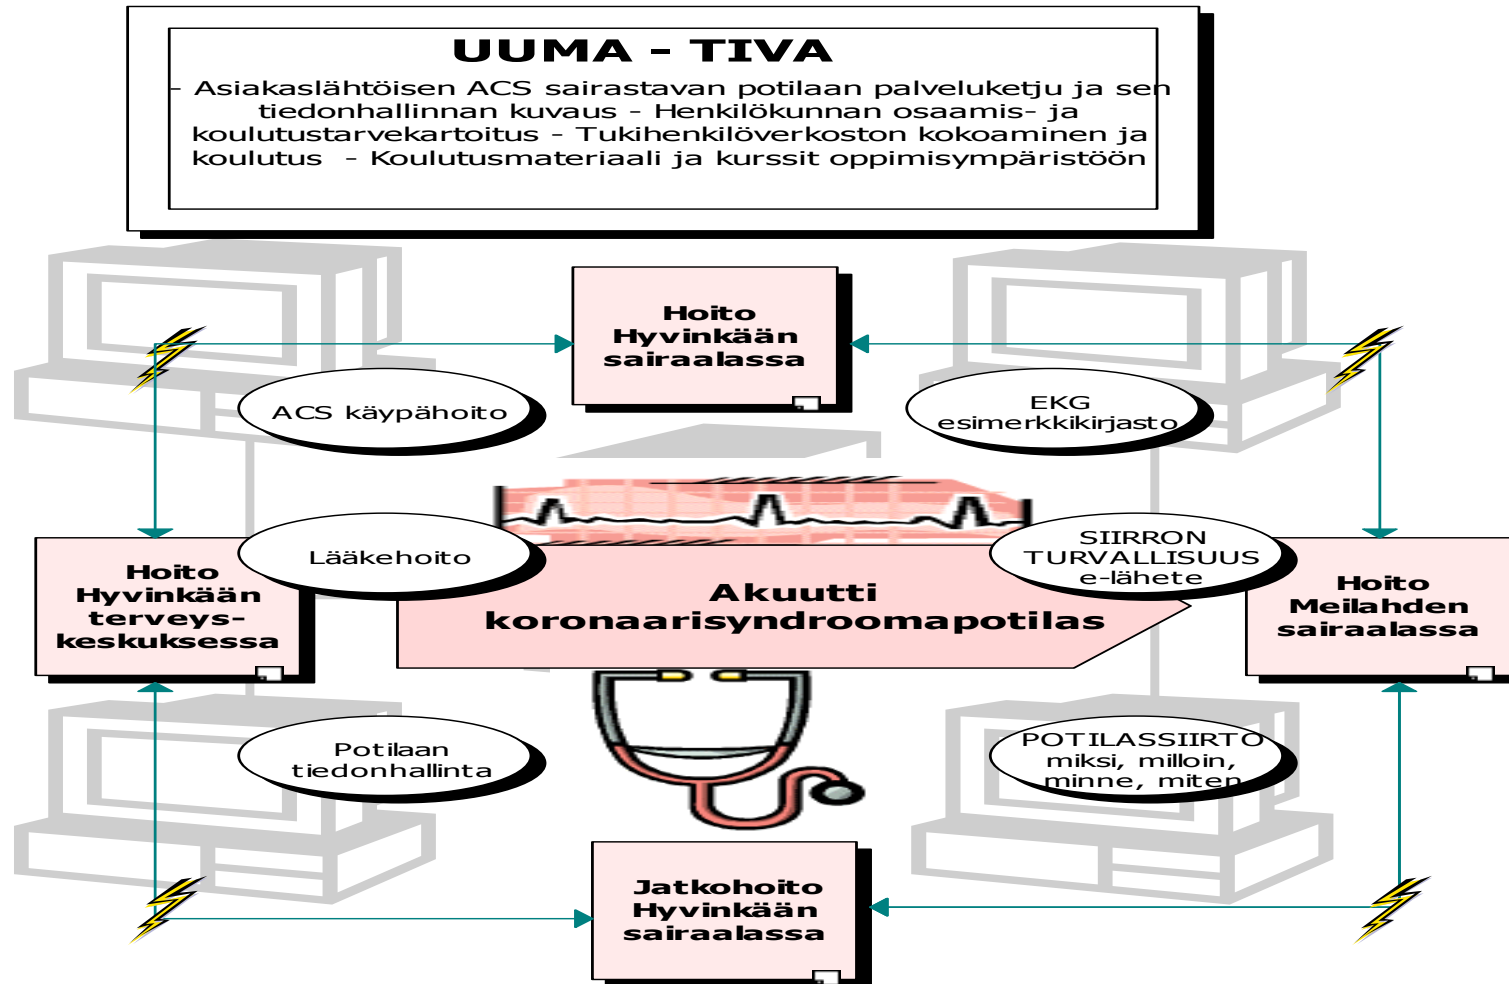 UUMA - TIVA
- Asiakaslähtöisen ACS sairastavan potilaan palveluketju ja sen
tiedonhallinnan kuvaus - Henkilökunnan osaamis- ja
koulutustarvekartoitus - Tukihenkilöverkoston kokoaminen ja
koulutus - Koulutusmateriaali ja kurssit oppimisympäristöön
Hoito
Hyvinkään
sairaalassa
ACS käypähoito
EKG
esimerkkikirjasto
Lääkehoito
SIIRRON
TURVALLISUUS
e-lähete
Hoito
Hyvinkään
terveys-
keskuksessa
Akuutti
koronaarisyndroomapotilas
Hoito
Meilahden
sairaalassa
Potilaan
tiedonhallinta
POTILASSIIRTO
miksi, milloin,
minne, miten
Jatkohoito
Hyvinkään
sairaalassa